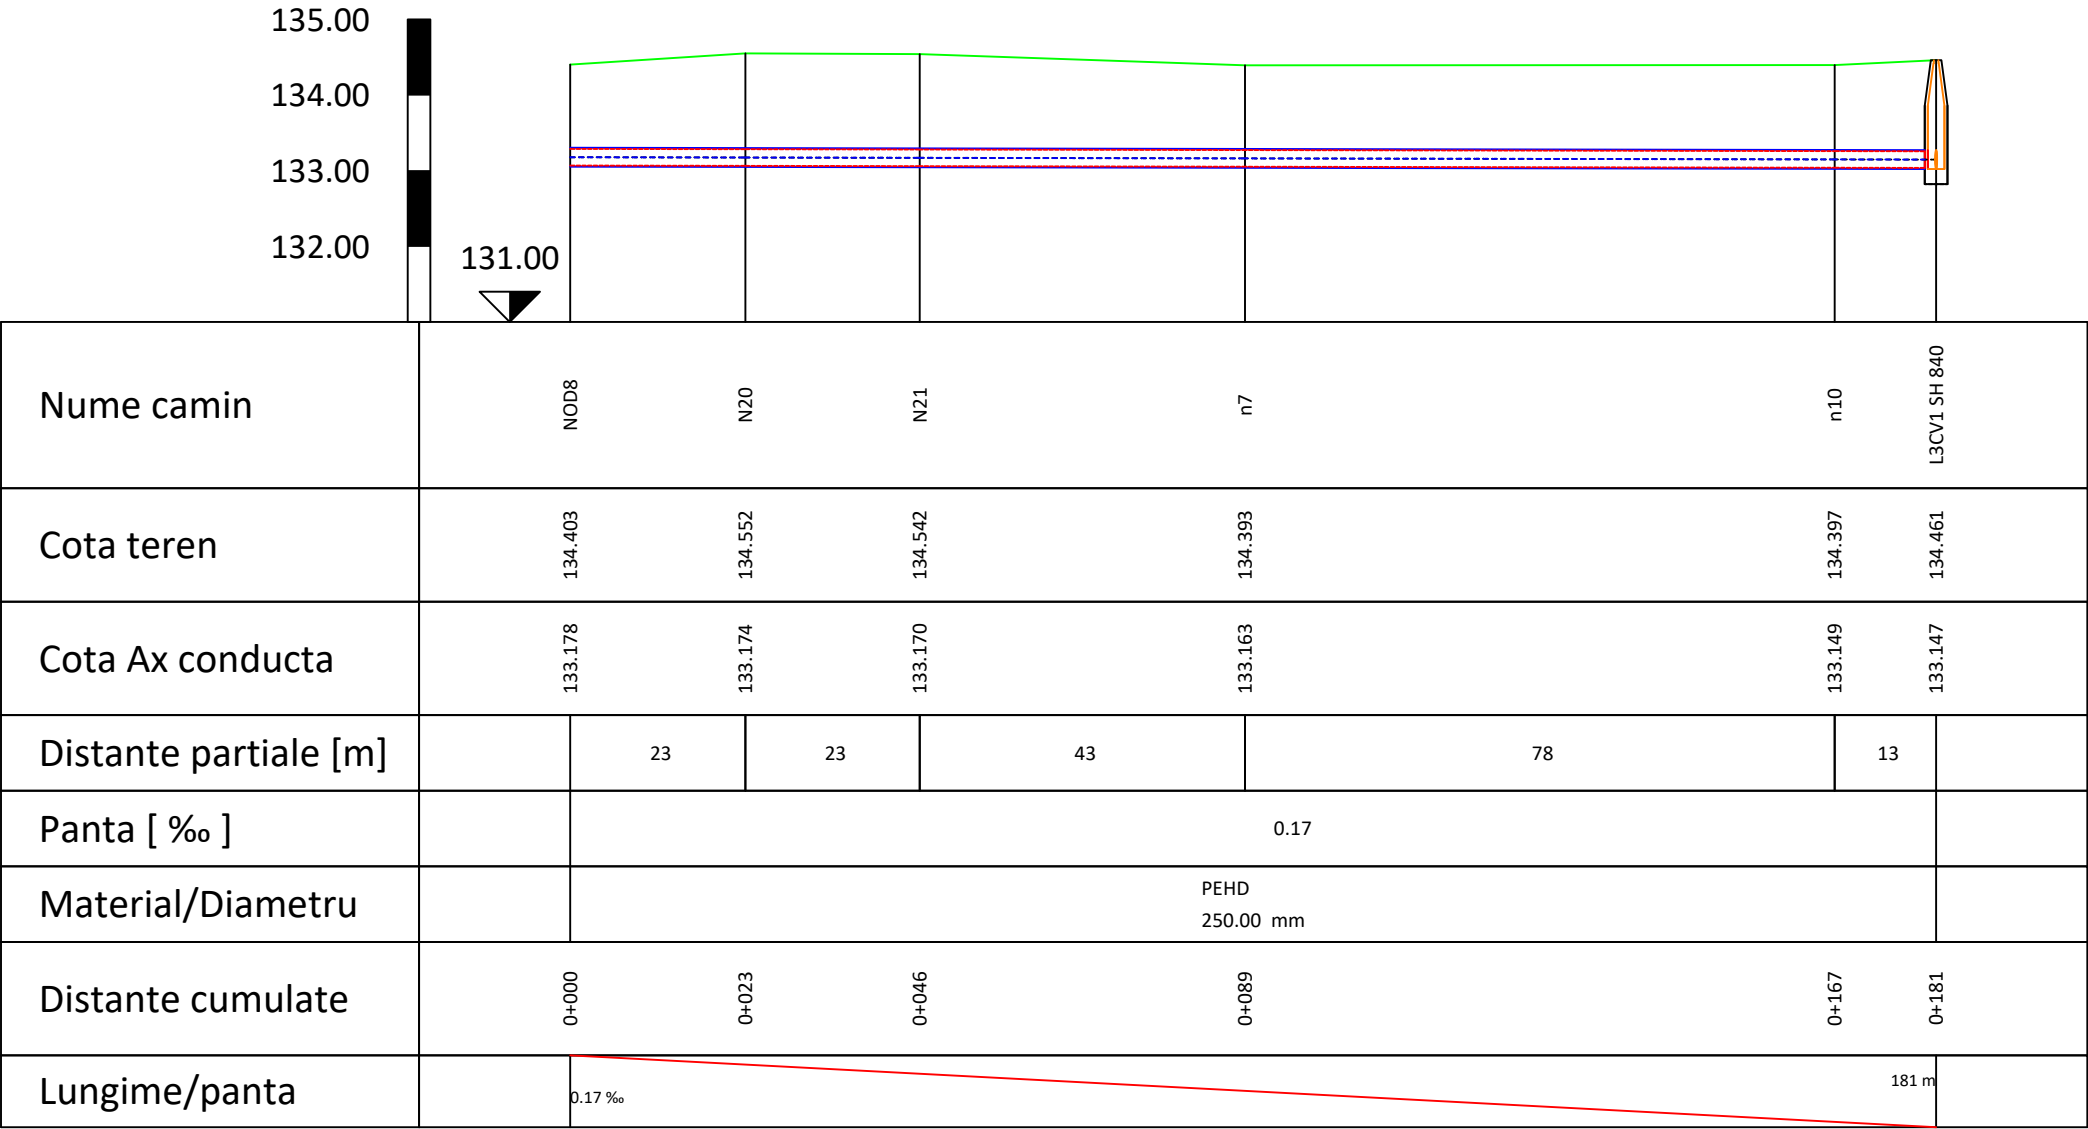 135.00
134.00
133.00
132.00
131.00
Nume camin
NOD8
N20
N21
n7
n10
L3CV1 SH 840
Cota teren
134.403
134.552
134.542
134.393
134.397
134.461
Cota Ax conducta
133.178
133.174
133.170
133.163
133.149
133.147
Distante partiale [m]
23
23
43
78
13
Panta [ ‰ ]
0.17
Material/Diametru
PEHD
250.00 mm
Distante cumulate
0+000
0+023
0+046
0+089
0+167
0+181
Lungime/panta
0.17 ‰
181 m